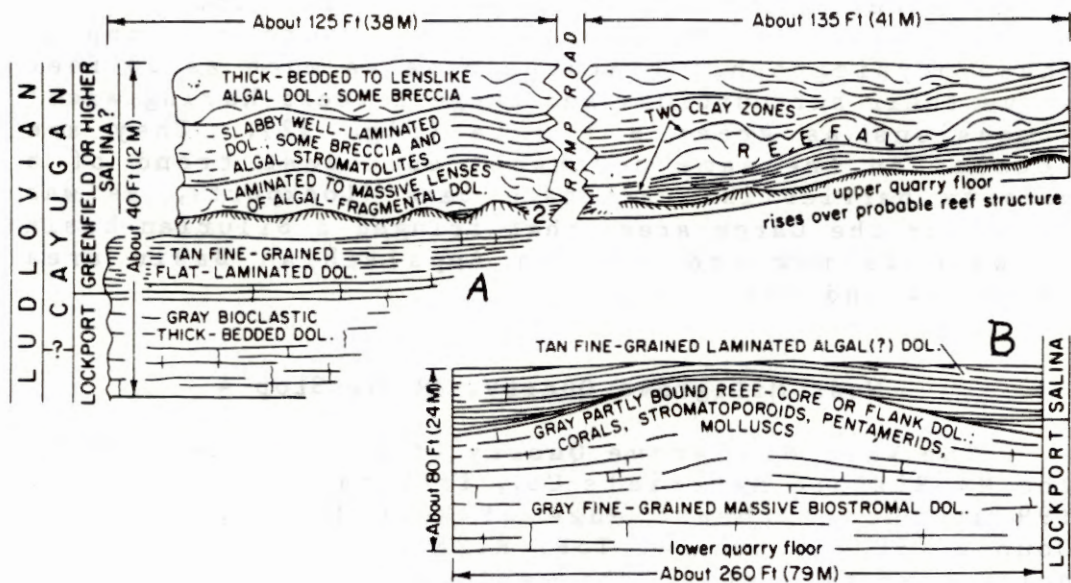 About 125 Ft (38 M)
About 135 Ft (41 M)
LUDLOVIAN
-?- CAYUGAN
GREENFIELD OR HIGHER
SALINA?
LOCKPORT
About 40 Ft (12 M)
THICK-BEDDED TO LENSLIKE
ALGAL DOL.; SOME BRECCIA
SLABBY WELL-LAMINATED
DOL.; SOME BRECCIA AND
ALGAL STROMATOLITES
LAMINATED TO MASSIVE LENSES
OF ALGAL-FRAGMENTAL DOL.
?
TAN FINE-GRAINED
FLAT-LAMINATED DOL.
A
GRAY BIOCLASTIC
THICK-BEDDED DOL.
RAMP ROAD
TWO CLAY ZONES
REEFAL
upper quarry floor
rises over probable reef structure
B
TAN FINE-GRAINED LAMINATED ALGAL(?) DOL.
GRAY PARTLY BOUND REEF-CORE OR FLANK DOL.:
CORALS, STROMATOPOROIDS, PENTAMERIDS,
MOLLUSCS
GRAY FINE-GRAINED MASSIVE BIOSTROMAL DOL.
lower quarry floor
About 80 Ft (24 M)
About 260 Ft (79 M)
SALINA
LOCKPORT